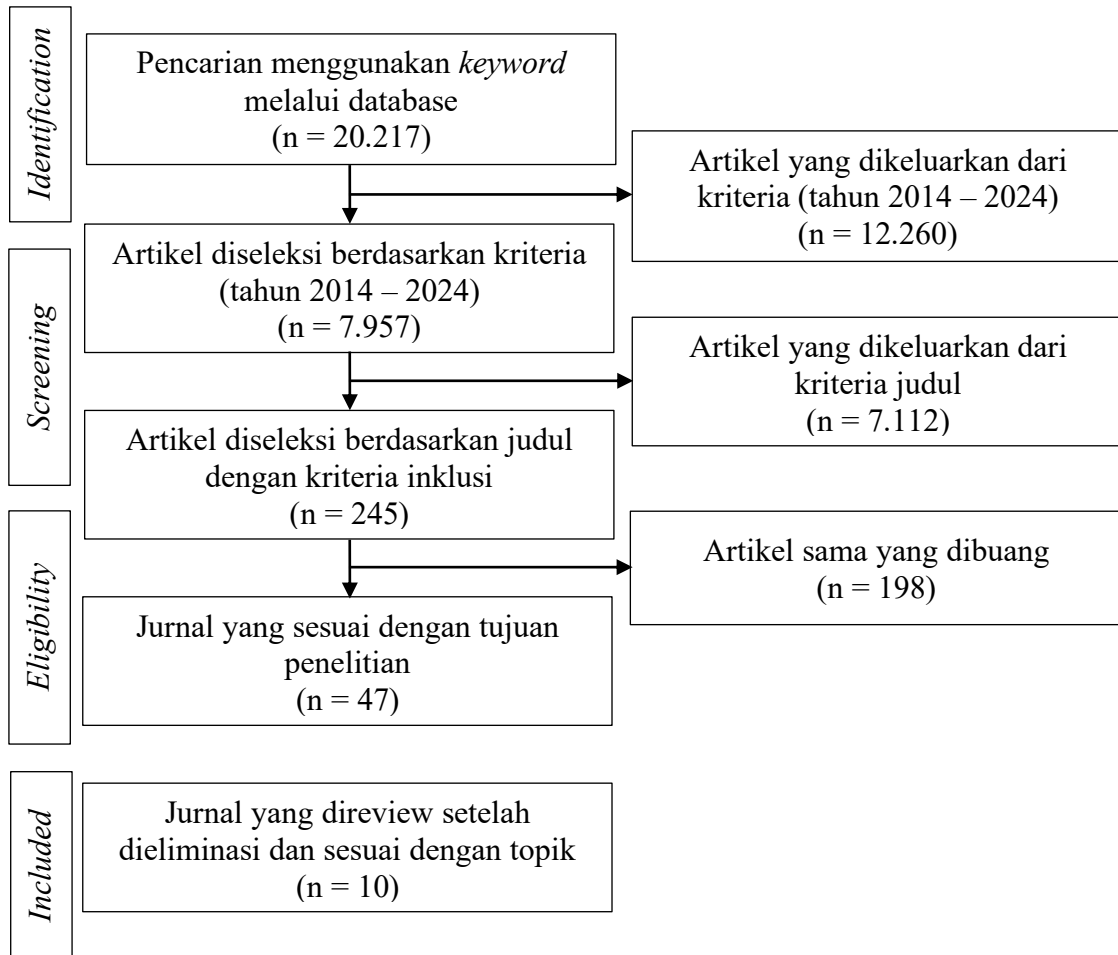 Identification
Pencarian menggunakan keyword
melalui database
(n = 20.217)
Artikel yang dikeluarkan dari
kriteria (tahun 2014 – 2024)
(n = 12.260)
Screening
Artikel diseleksi berdasarkan kriteria
(tahun 2014 – 2024)
(n = 7.957)
Artikel yang dikeluarkan dari
kriteria judul
(n = 7.112)
Artikel diseleksi berdasarkan judul
dengan kriteria inklusi
(n = 245)
Eligibility
Artikel sama yang dibuang
(n = 198)
Jurnal yang sesuai dengan tujuan
penelitian
(n = 47)
Included
Jurnal yang direview setelah
dieliminasi dan sesuai dengan topik
(n = 10)